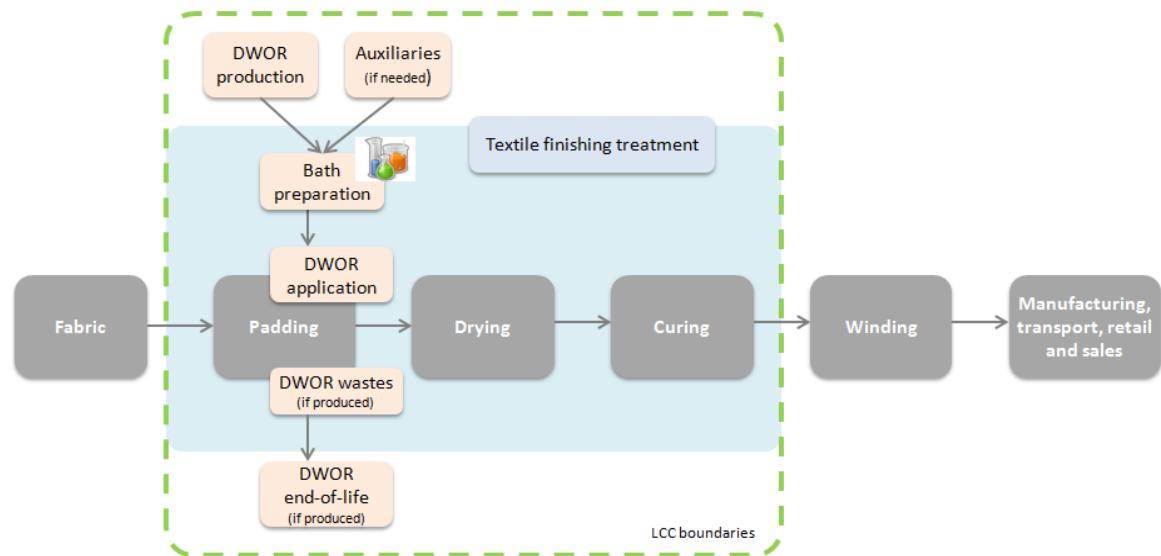 DWOR
production
Auxiliaries
(if needed)
Textile finishing treatment
Bath
preparation
DWOR
application
Fabric
Padding
Drying
Curing
Winding
Manufacturing,
transport, retail
and sales
DWOR wastes
(if produced)
DWOR
end-of-life
(if produced)
LCC boundaries